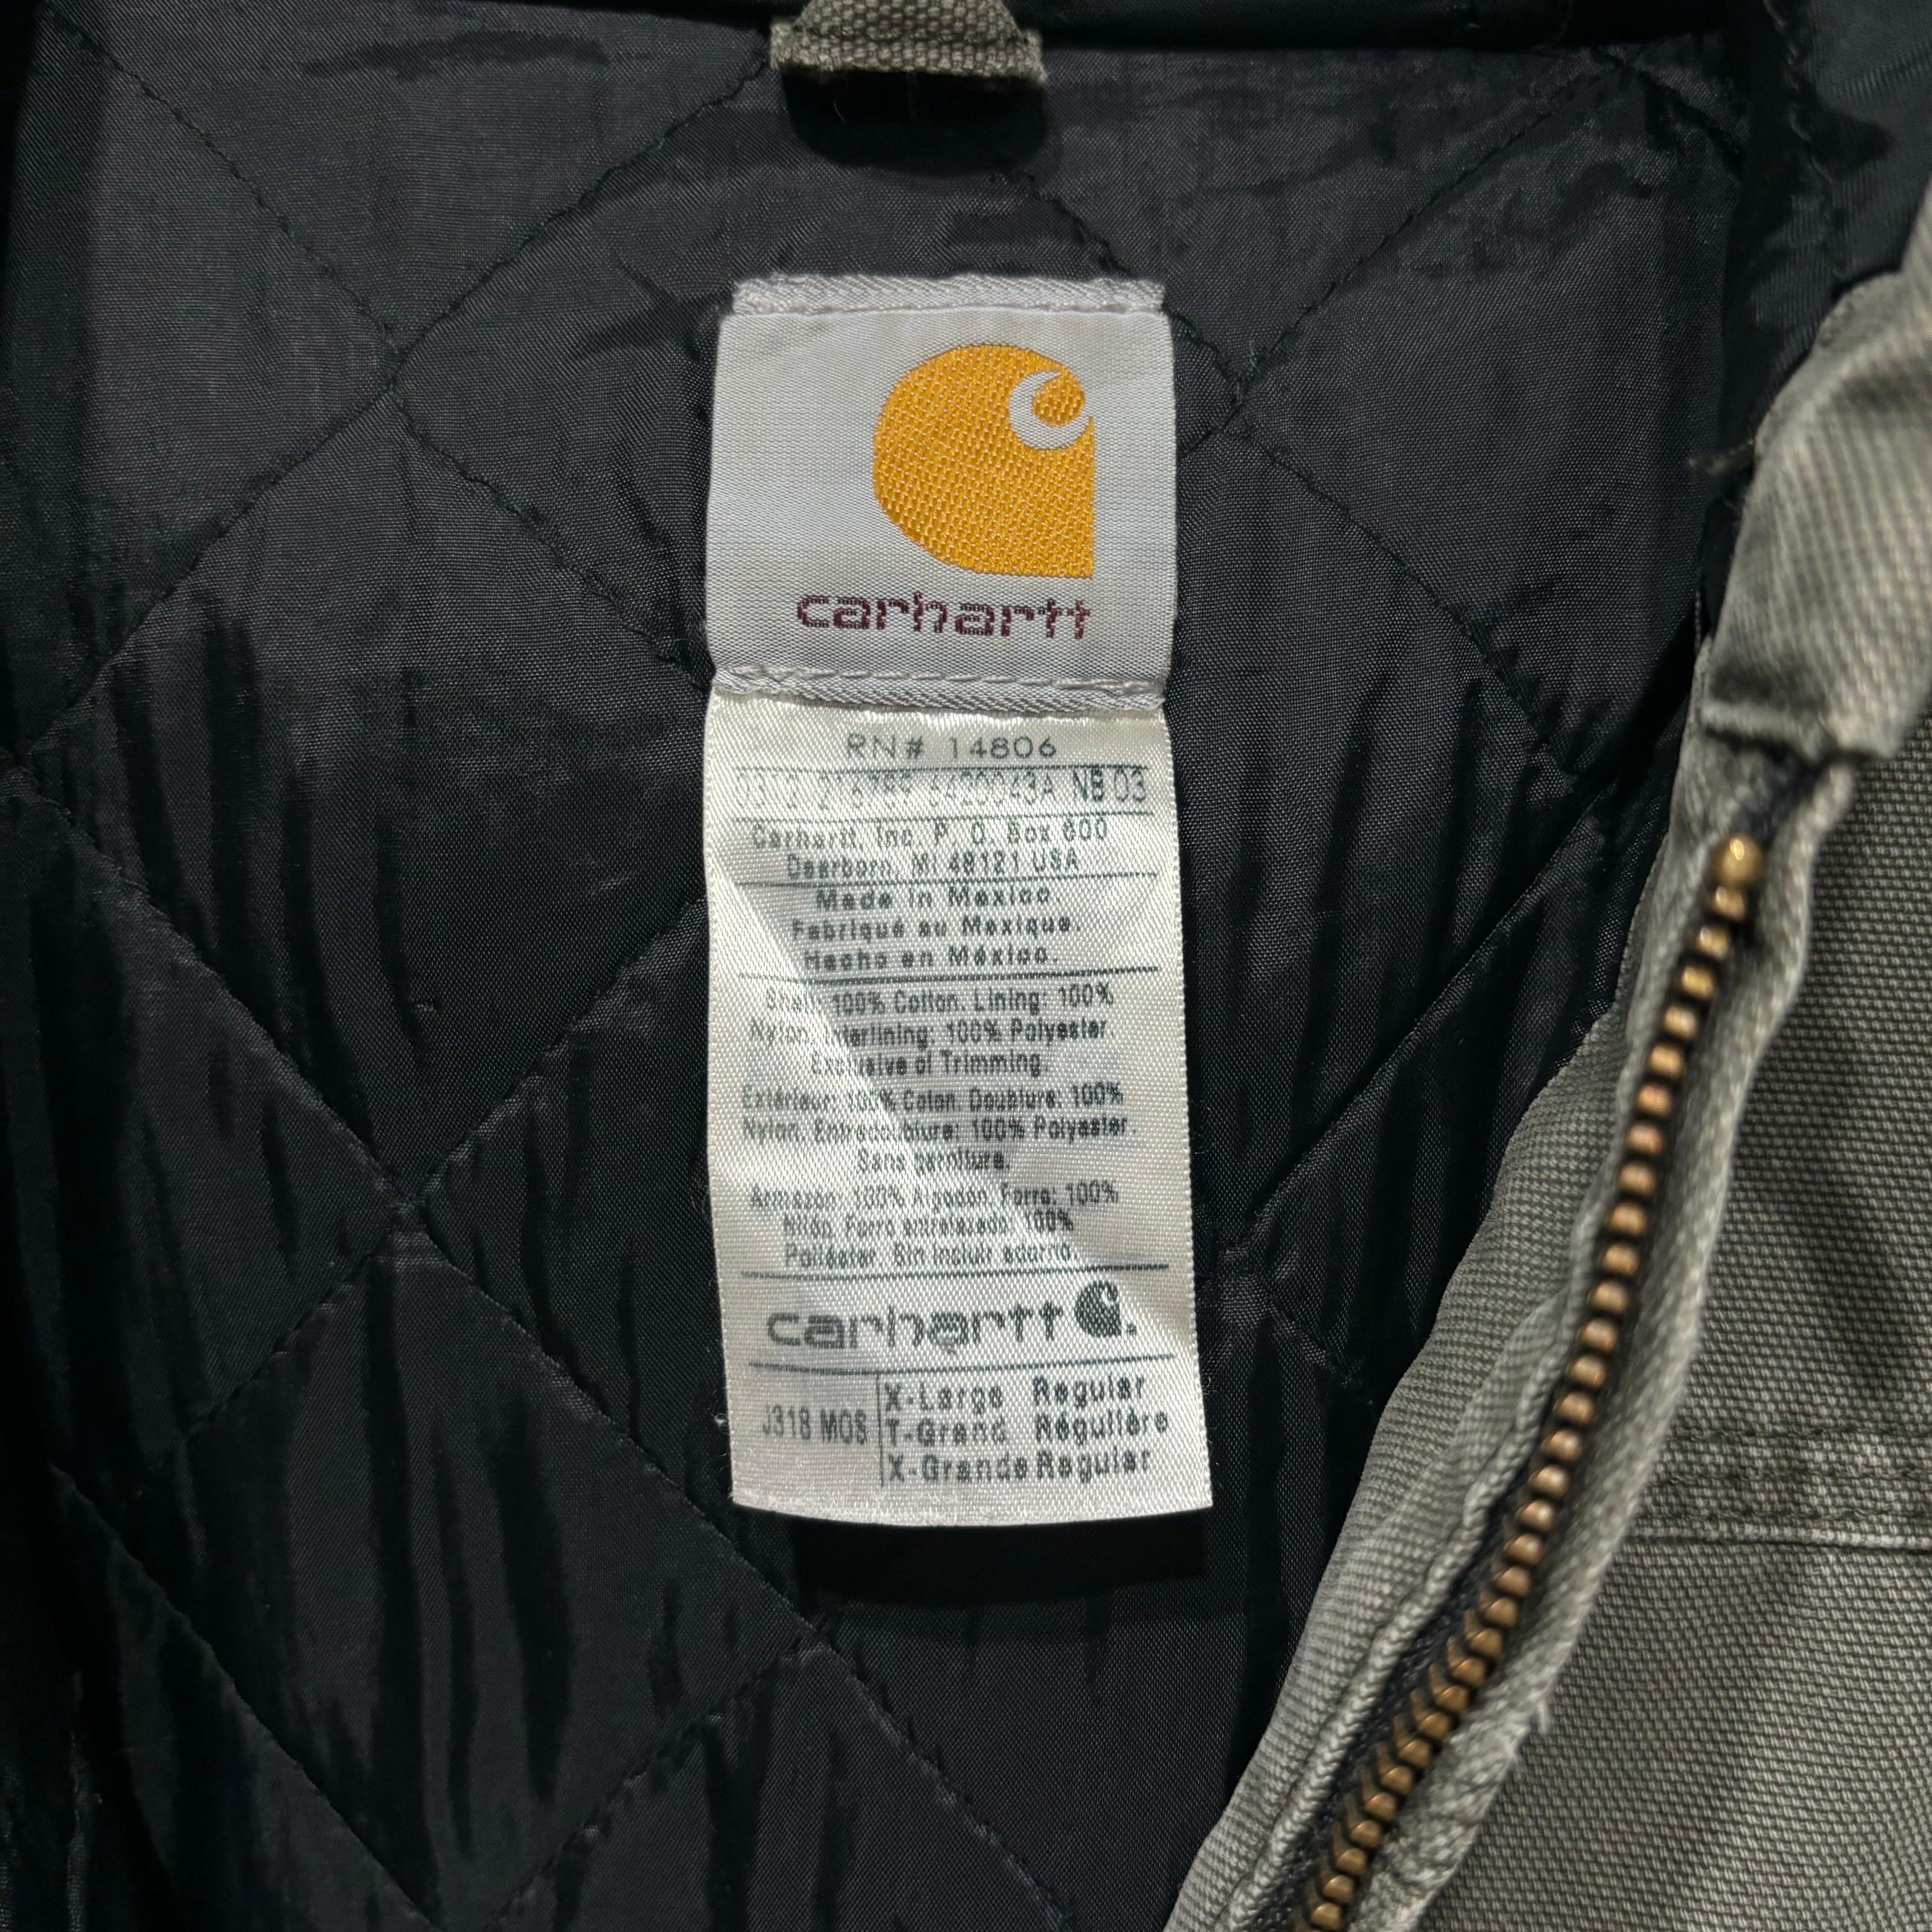 carhartt
RN# 14806
NB 03
Carhartt, Inc. P. O. Box 600
Dearborn, MI 48121 USA
Made in Mexico.
Fabriqué au Mexique.
Hecho en México.
Shell: 100% Cotton. Lining: 100%
Nylon. Interlining: 100% Polyester.
Exclusive of Trimming.
Extérieur: 100% Coton. Doublure: 100%
Nylon. Entredoublure: 100% Polyester.
Sans garniture.
Armazón: 100% Algodón. Forro: 100%
Nilón. Forro entrelazado: 100%
Poliéster. Sin incluir adorno.
carhartt
J318 MOS
X-Large Regular
T-Grand Régulière
X-Grande Regular